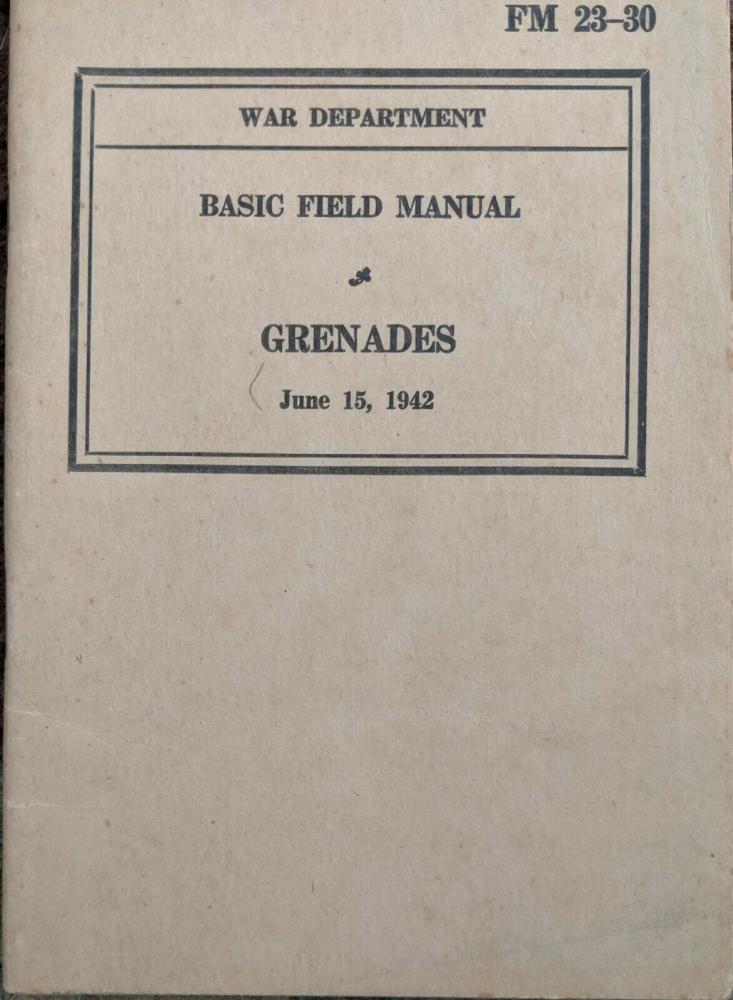 FM 23–30
WAR DEPARTMENT
BASIC FIELD MANUAL
GRENADES
June 15, 1942